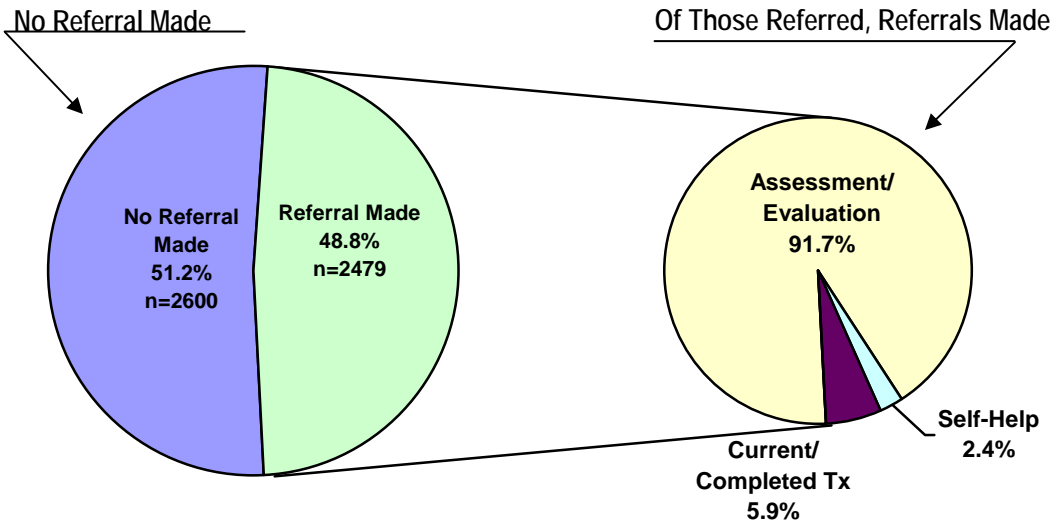 No Referral Made
Of Those Referred, Referrals Made
No Referral
Made
51.2%
n=2600
Referral Made
48.8%
n=2479
Assessment/
Evaluation
91.7%
Self-Help
2.4%
Current/
Completed Tx
5.9%